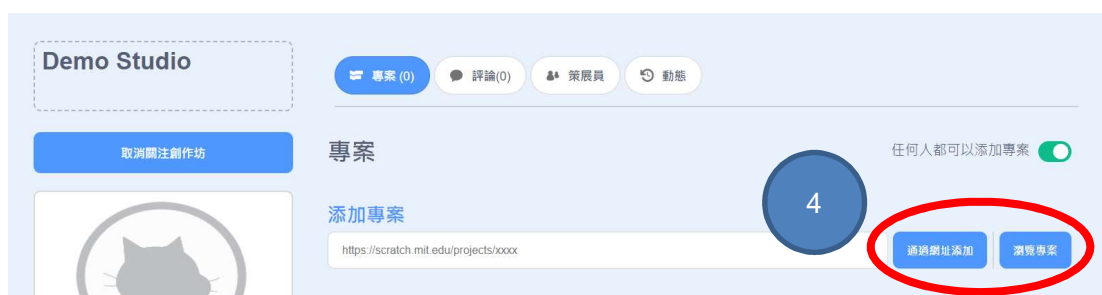 Demo Studio
專案 (0)
評論(0)
策展員
動態
取消關注創作坊
專案
任何人都可以添加專案
4
添加專案
https://scratch.mit.edu/projects/xxxx
通過網址添加
瀏覽專案